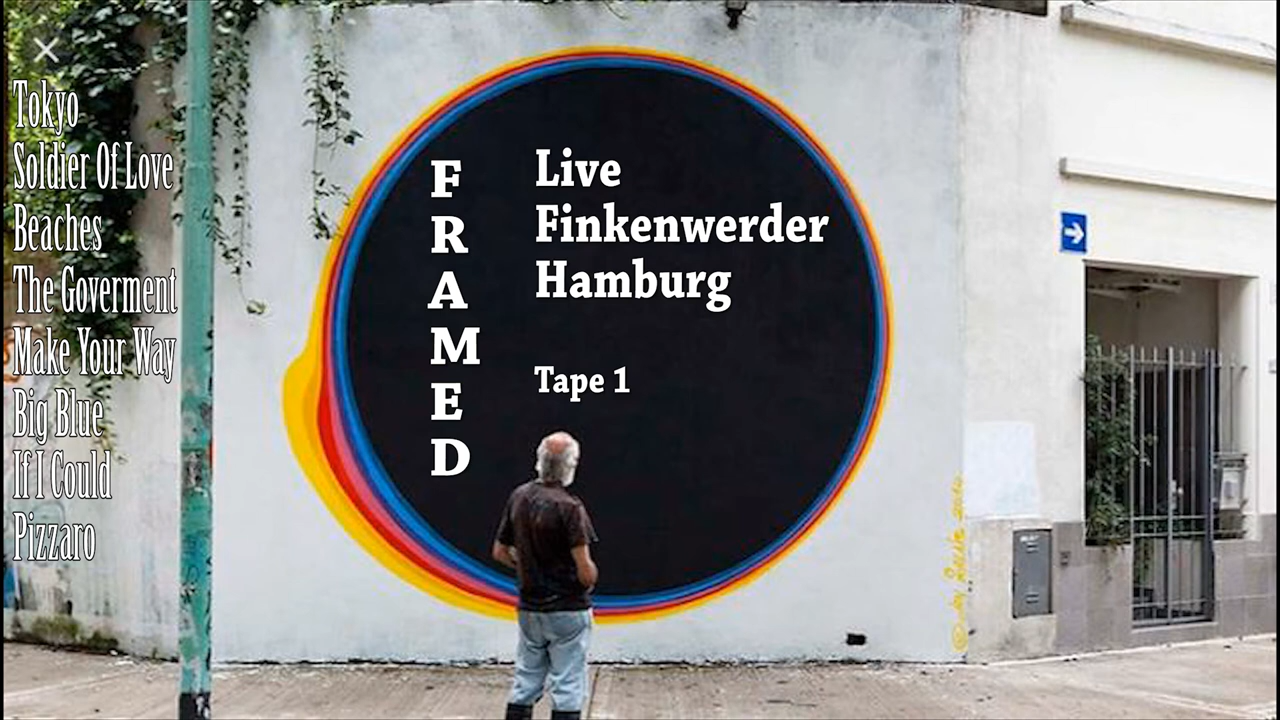 Tokyo
Soldier Of Love
Beaches
The Goverment
Make Your Way
Big Blue
If I Could
Pizzaro
FRAMED
Live
Finkenwerder
Hamburg
Tape 1